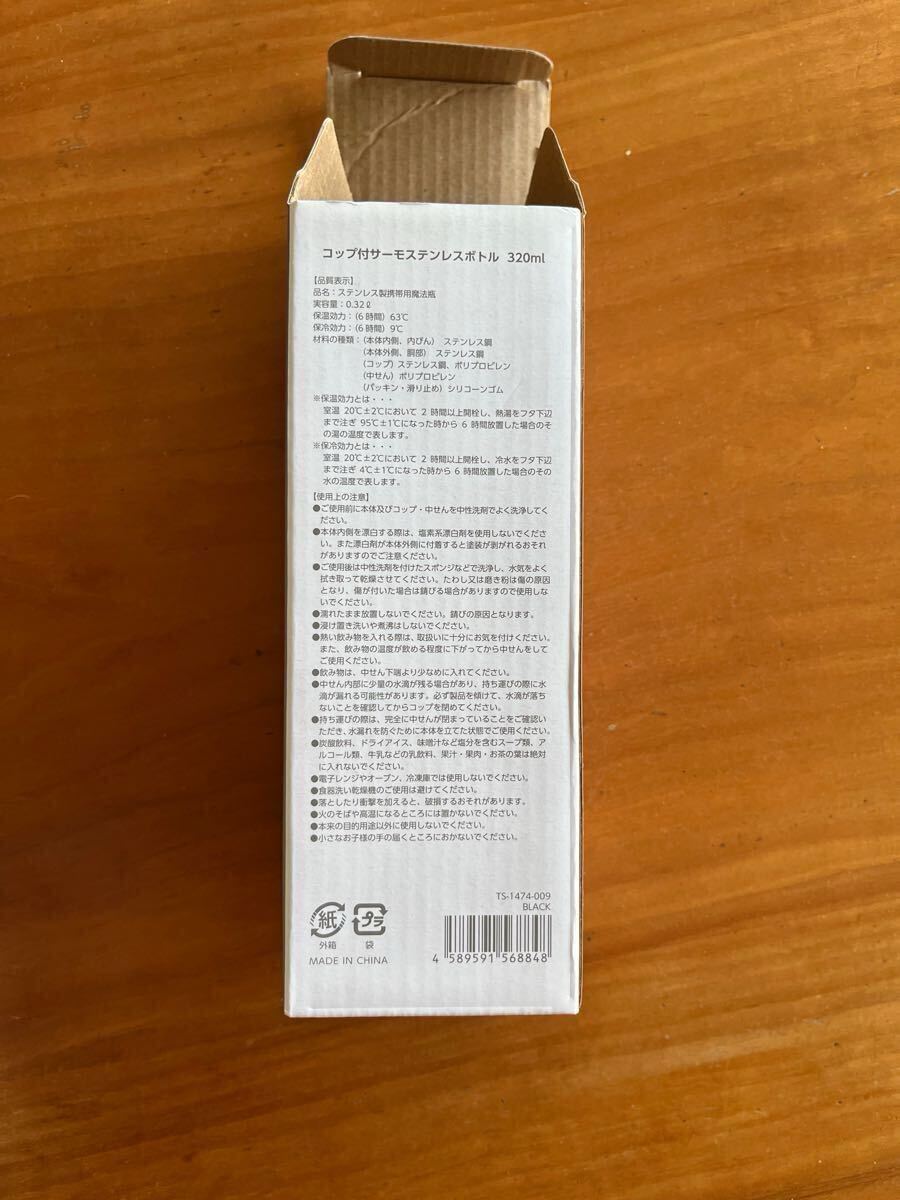 コップ付サーモステンレスボトル 320ml
【品質表示】
品名：ステンレス製携帯用魔法瓶
実容量：0.32ℓ
保温効力：（6 時間）63℃
保冷効力：（6 時間）9℃
材料の種類：（本体内側、内びん） ステンレス鋼
（本体外側、胴部） ステンレス鋼
（コップ）ステンレス鋼、ポリプロピレン
（中せん）ポリプロピレン
（パッキン・滑り止め）シリコーンゴム
※保温効力とは・・・
室温 20℃±2℃において 2 時間以上開栓し、熱湯をフタ下辺
まで注ぎ 95℃±1℃になった時から 6 時間放置した場合のそ
の湯の温度で表します。
※保冷効力とは・・・
室温 20℃±2℃において 2 時間以上開栓し、冷水をフタ下辺
まで注ぎ 4℃±1℃になった時から 6 時間放置した場合のその
水の温度で表します。
【使用上の注意】
●ご使用前に本体及びコップ・中せんを中性洗剤でよく洗浄してく
ださい。
●本体内側を漂白する際は、塩素系漂白剤を使用しないでくださ
い。また漂白剤が本体外側に付着すると塗装が剥がれるおそれ
がありますのでご注意ください。
●ご使用後は中性洗剤を付けたスポンジなどで洗浄し、水気をよく
拭き取って乾燥させてください。たわし又は磨き粉は傷の原因
となり、傷が付いた場合は錆びる場合がありますので使用しな
いでください。
●濡れたまま放置しないでください。錆びの原因となります。
●浸け置き洗いや煮沸はしないでください。
●熱い飲み物を入れる際は、取扱いに十分にお気を付けください。
また、飲み物の温度が飲める程度に下がってから中せんをして
ご使用ください。
●飲み物は、中せん下端より少なめに入れてください。
●中せん内部に少量の水滴が残る場合があり、持ち運びの際に水
滴が漏れる可能性があります。必ず製品を傾けて、水滴が落ち
ないことを確認してからコップを閉めてください。
●持ち運びの際は、完全に中せんが閉まっていることをご確認い
ただき、水漏れを防ぐために本体を立てた状態でご使用ください。
●炭酸飲料、ドライアイス、味噌汁など塩分を含むスープ類、ア
ルコール類、牛乳などの乳飲料、果汁・果肉・お茶の葉は絶対
に入れないでください。
●電子レンジやオーブン、冷凍庫では使用しないでください。
●食器洗い乾燥機のご使用は避けてください。
●落としたり衝撃を加えると、破損するおそれがあります。
●火のそばや高温になるところには置かないでください。
●本来の目的用途以外に使用しないでください。
●小さなお子様の手の届くところにおかないでください。
TS-1474-009
BLACK
紙 プラ
外箱 袋
MADE IN CHINA
4 589591 568848